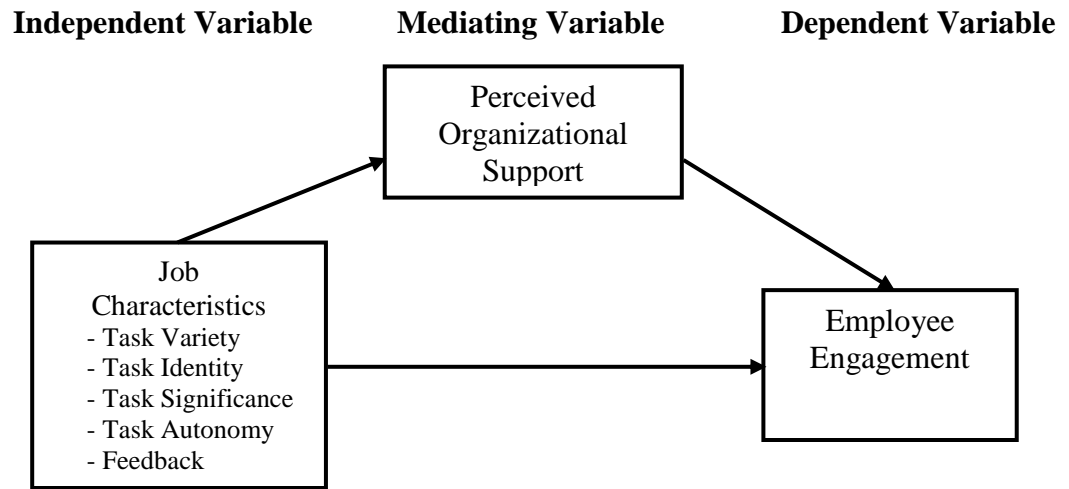 Independent Variable Mediating Variable Dependent Variable
Perceived
Organizational
Support
Job
Characteristics
- Task Variety
- Task Identity
- Task Significance
- Task Autonomy
- Feedback
Employee
Engagement